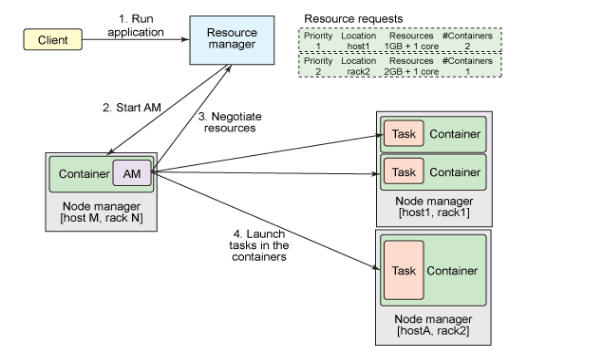 1. Run
application
Client
Resource
manager
Resource requests
Priority Location Resources #Containers
1 host1 1GB + 1 core 2
Priority Location Resources #Containers
2 rack2 2GB + 1 core 1
2. Start AM
3. Negotiate
resources
Container AM
Node manager
[host M, rack N]
Task Container
Task Container
Node manager
[host1, rack1]
4. Launch
tasks in the
containers
Task Container
Node manager
[hostA, rack2]